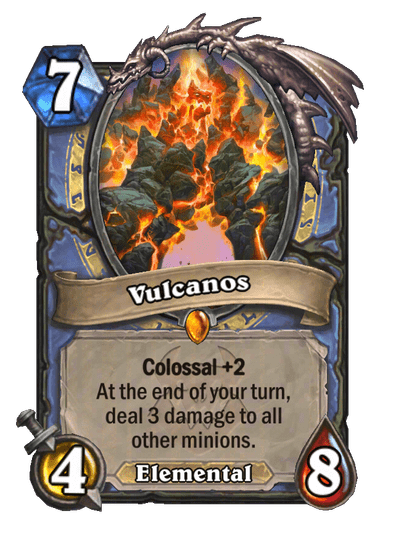 7
Vulcanos
Colossal +2
At the end of your turn,
deal 3 damage to all
other minions.
4
Elemental
8